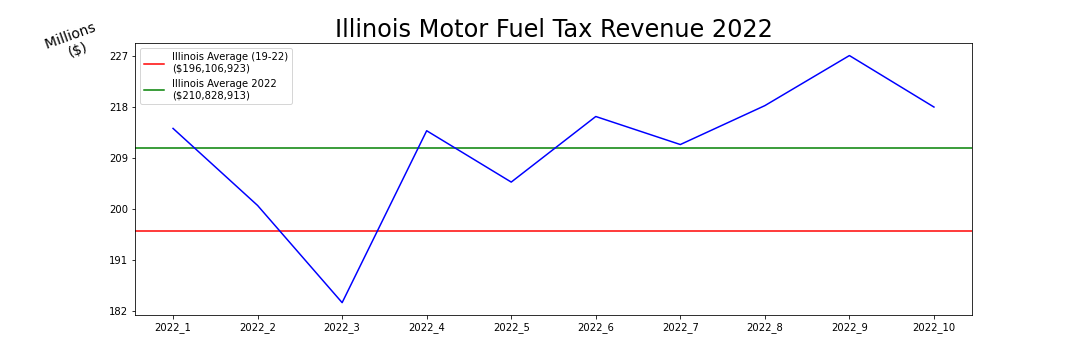 Illinois Motor Fuel Tax Revenue 2022
Millions
($)
Illinois Average (19-22)
($196,106,923)
Illinois Average 2022
($210,828,913)
227
218
209
200
191
182
2022_1 2022_2 2022_3 2022_4 2022_5 2022_6 2022_7 2022_8 2022_9 2022_10